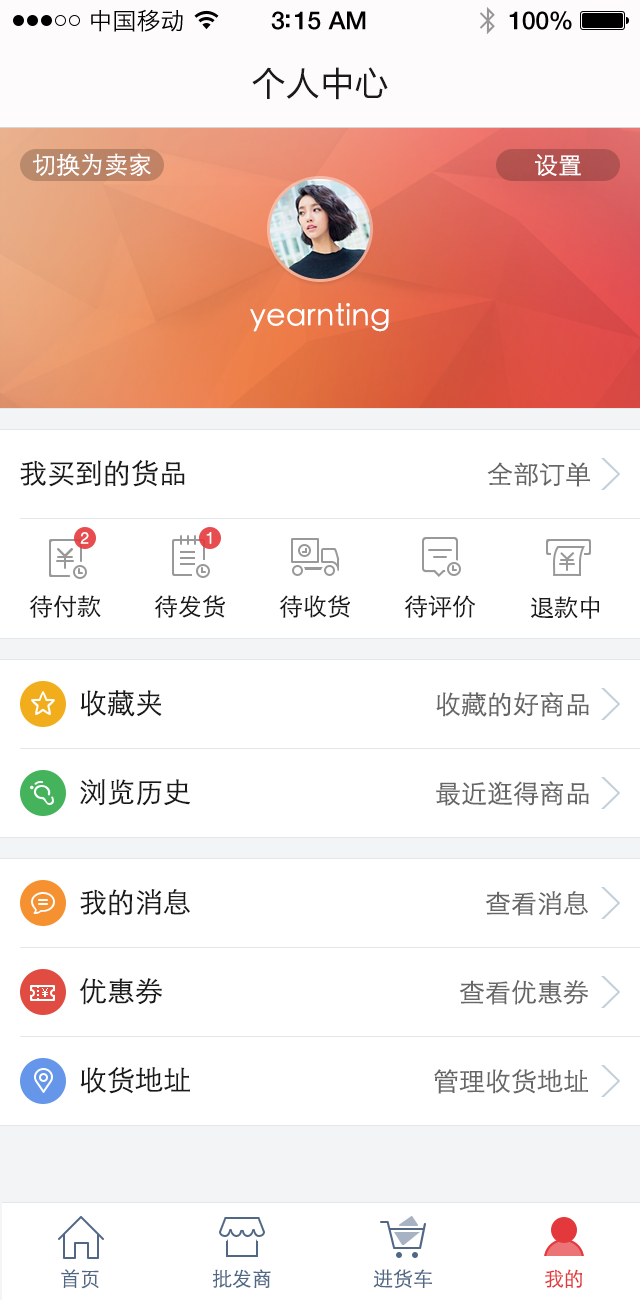 中国移动 3:15 AM 100%
个人中心
切换为卖家 设置
yearnting
我买到的货品 全部订单
2 1
待付款 待发货 待收货 待评价 退款中
收藏夹 收藏的好商品
浏览历史 最近逛得商品
我的消息 查看消息
优惠券 查看优惠券
收货地址 管理收货地址
首页 批发商 进货车 我的